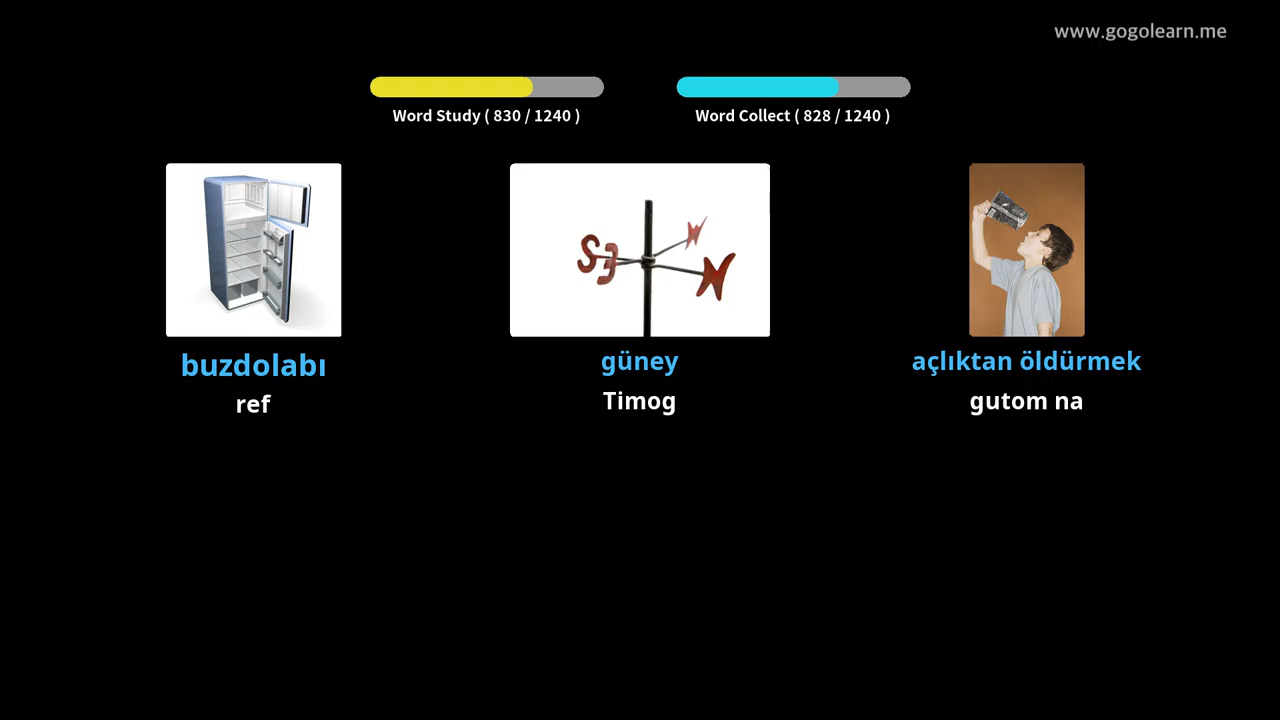 www.gogolearn.me
Word Study ( 830 / 1240 )
Word Collect ( 828 / 1240 )
S E N W
buzdolabı
ref
güney
Timog
açlıktan öldürmek
gutom na